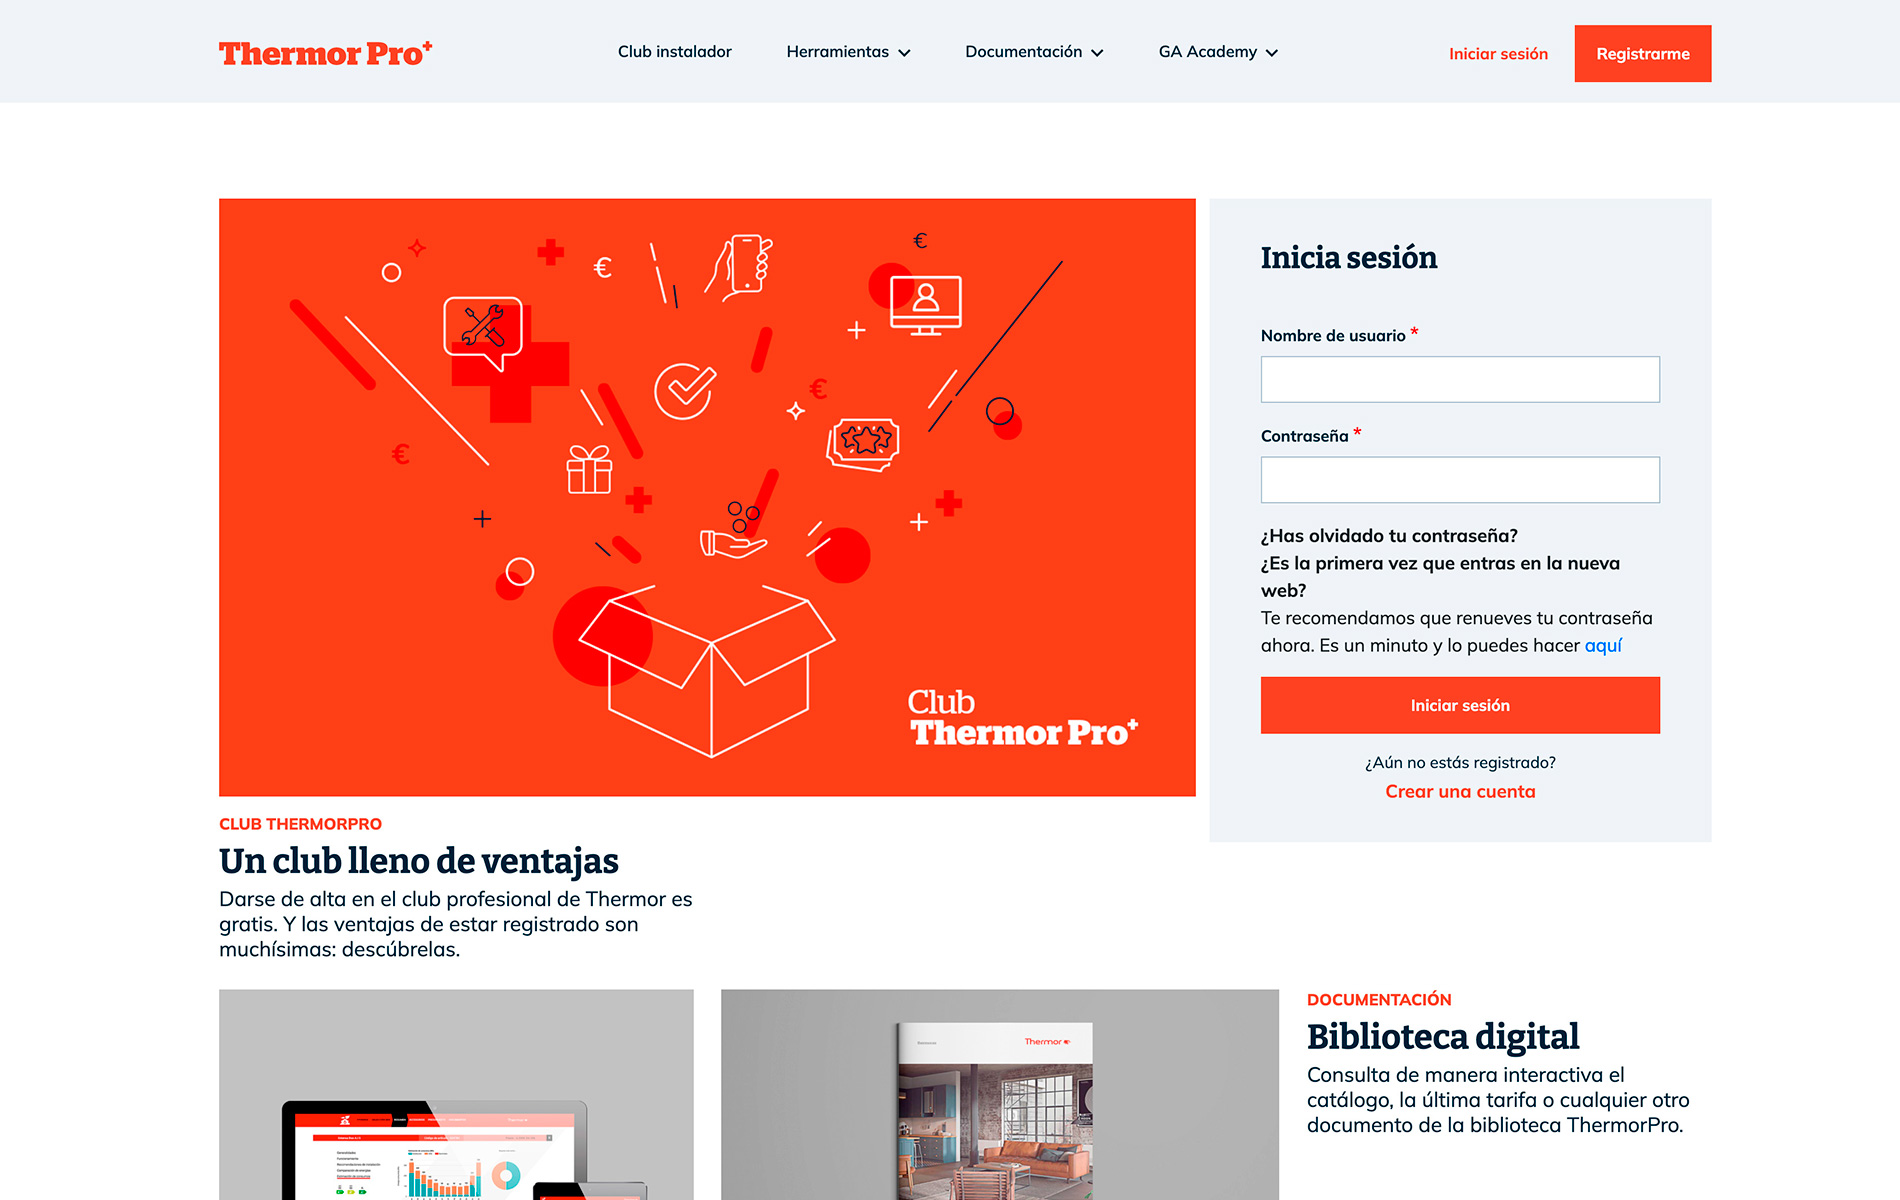 Thermor Pro+
Club instalador
Herramientas
Documentación
GA Academy
Iniciar sesión
Registrarme
€
€
€
€
Club
Thermor Pro+
Inicia sesión
Nombre de usuario *
Contraseña *
¿Has olvidado tu contraseña?
¿Es la primera vez que entras en la nueva
web?
Te recomendamos que renueves tu contraseña
ahora. Es un minuto y lo puedes hacer aquí
Iniciar sesión
¿Aún no estás registrado?
Crear una cuenta
CLUB THERMORPRO
Un club lleno de ventajas
Darse de alta en el club profesional de Thermor es
gratis. Y las ventajas de estar registrado son
muchísimas: descúbrelas.
Thermor
DOCUMENTACIÓN
Biblioteca digital
Consulta de manera interactiva el
catálogo, la última tarifa o cualquier otro
documento de la biblioteca ThermorPro.